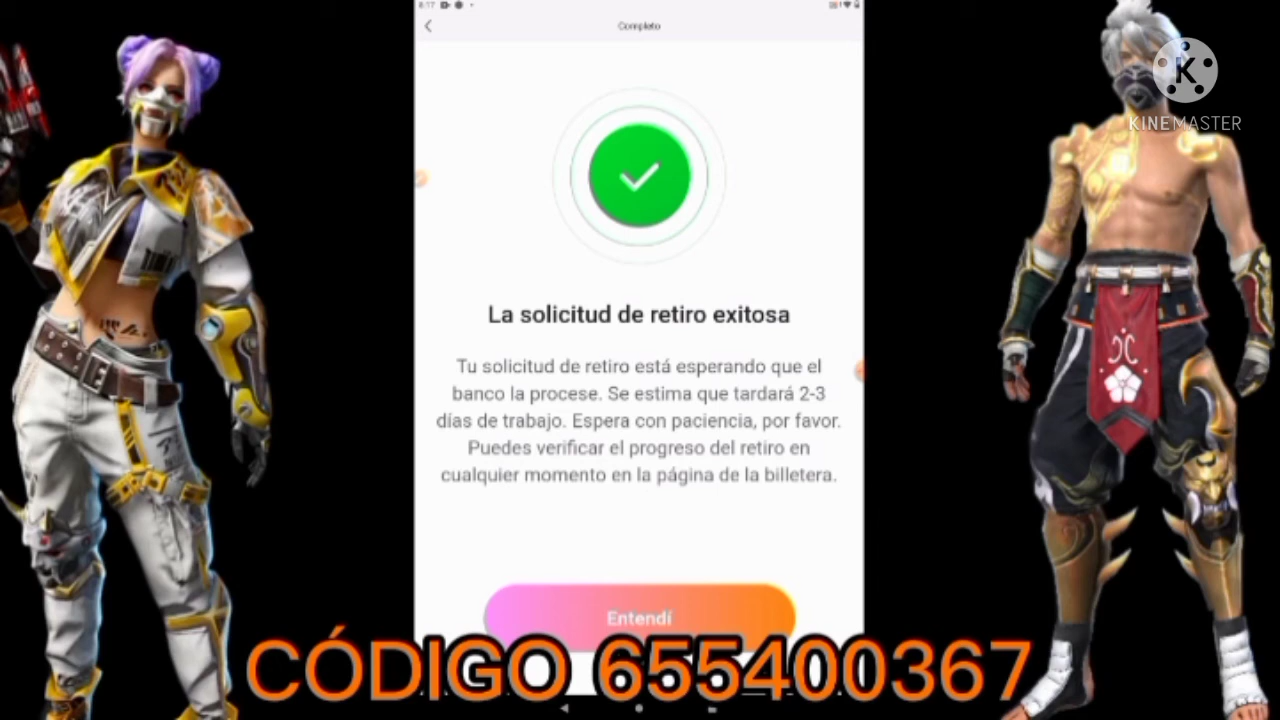 8:17
Completo
KINEMASTER
La solicitud de retiro exitosa
Tu solicitud de retiro está esperando que el
banco la procese. Se estima que tardará 2-3
días de trabajo. Espera con paciencia, por favor.
Puedes verificar el progreso del retiro en
cualquier momento en la página de la billetera.
Entendí
CÓDIGO 655400367